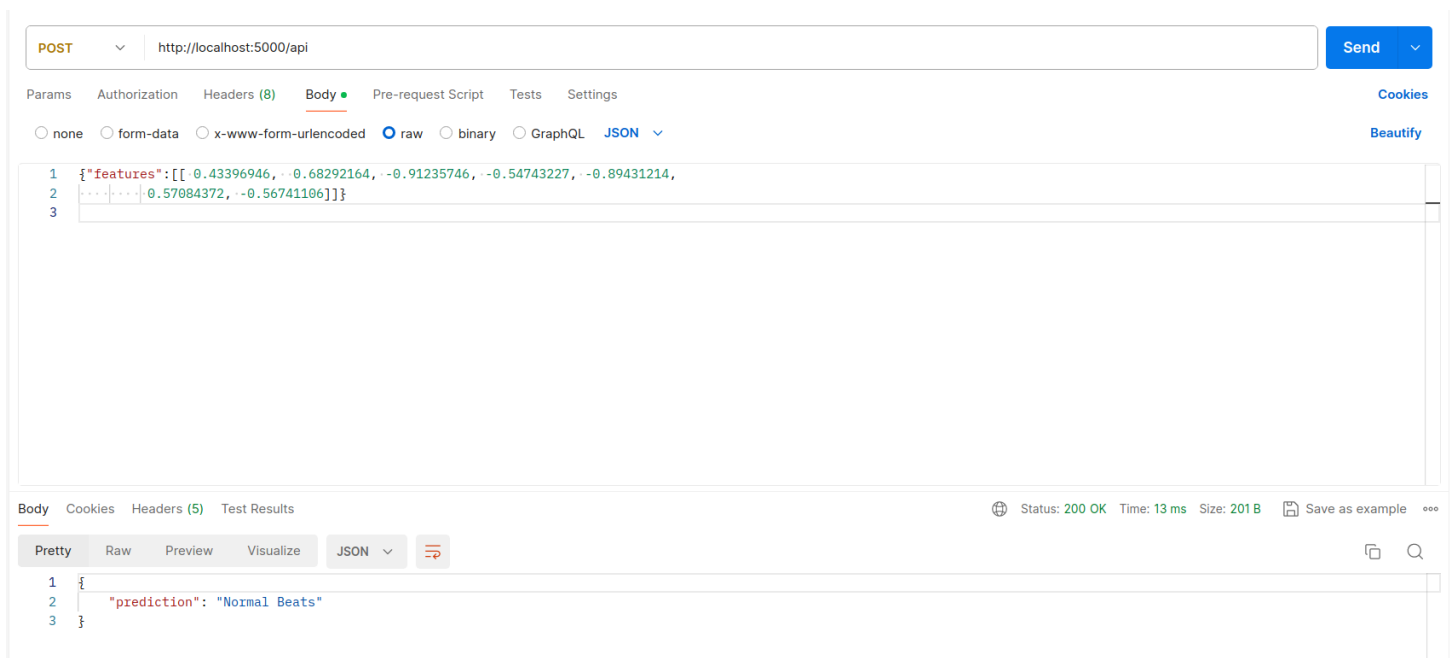 POST http://localhost:5000/api Send
Params Authorization Headers (8) Body Pre-request Script Tests Settings Cookies
none form-data x-www-form-urlencoded raw binary GraphQL JSON Beautify
1 {"features":[[ 0.43396946, 0.68292164, -0.91235746, -0.54743227, -0.89431214,
2 0.57084372, -0.56741106]]}
3
Body Cookies Headers (5) Test Results Status: 200 OK Time: 13 ms Size: 201 B Save as example
Pretty Raw Preview Visualize JSON
1 {
2 "prediction": "Normal Beats"
3 }